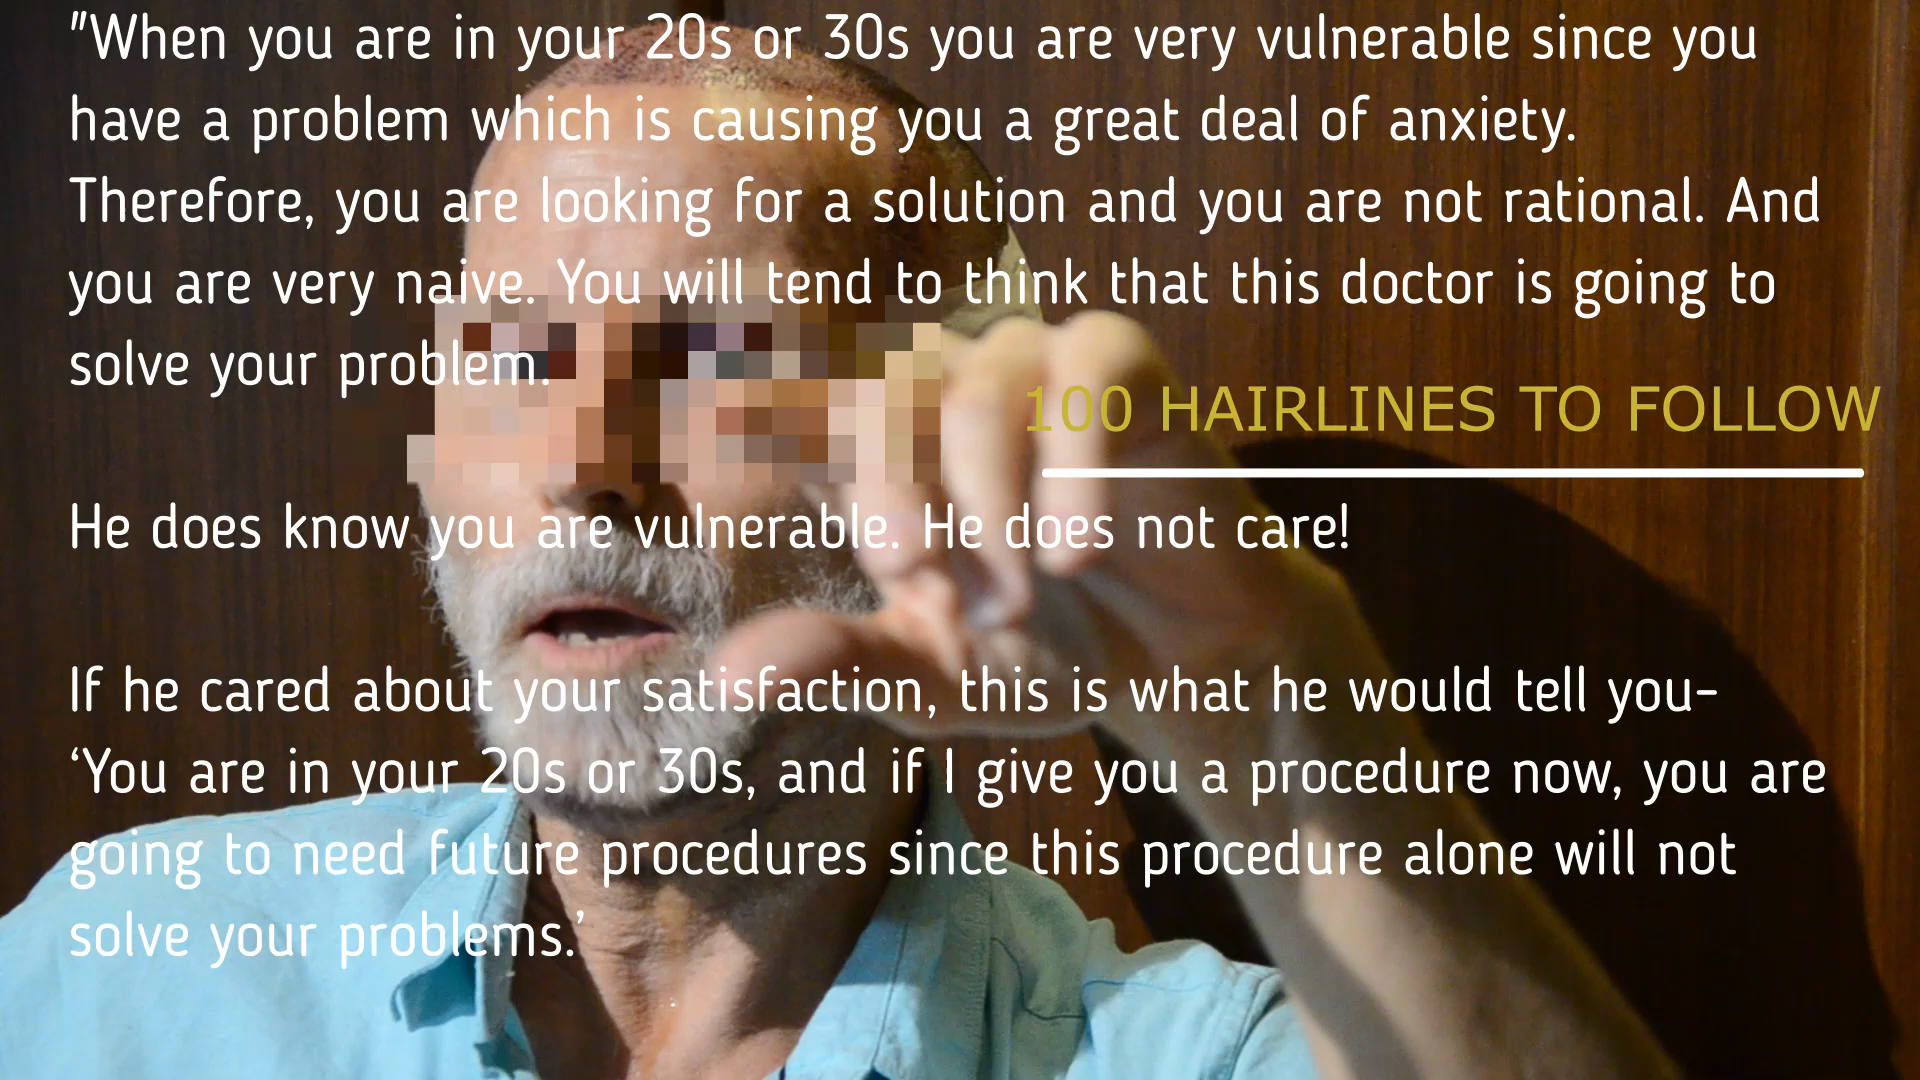 "When you are in your 20s or 30s you are very vulnerable since you
have a problem which is causing you a great deal of anxiety.
Therefore, you are looking for a solution and you are not rational. And
you are very naive. You will tend to think that this doctor is going to
solve your problem.
100 HAIRLINES TO FOLLOW
He does know you are vulnerable. He does not care!
If he cared about your satisfaction, this is what he would tell you-
‘You are in your 20s or 30s, and if I give you a procedure now, you are
going to need future procedures since this procedure alone will not
solve your problems.’